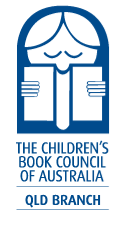 THE CHILDREN'S
BOOK COUNCIL
OF AUSTRALIA
QLD BRANCH